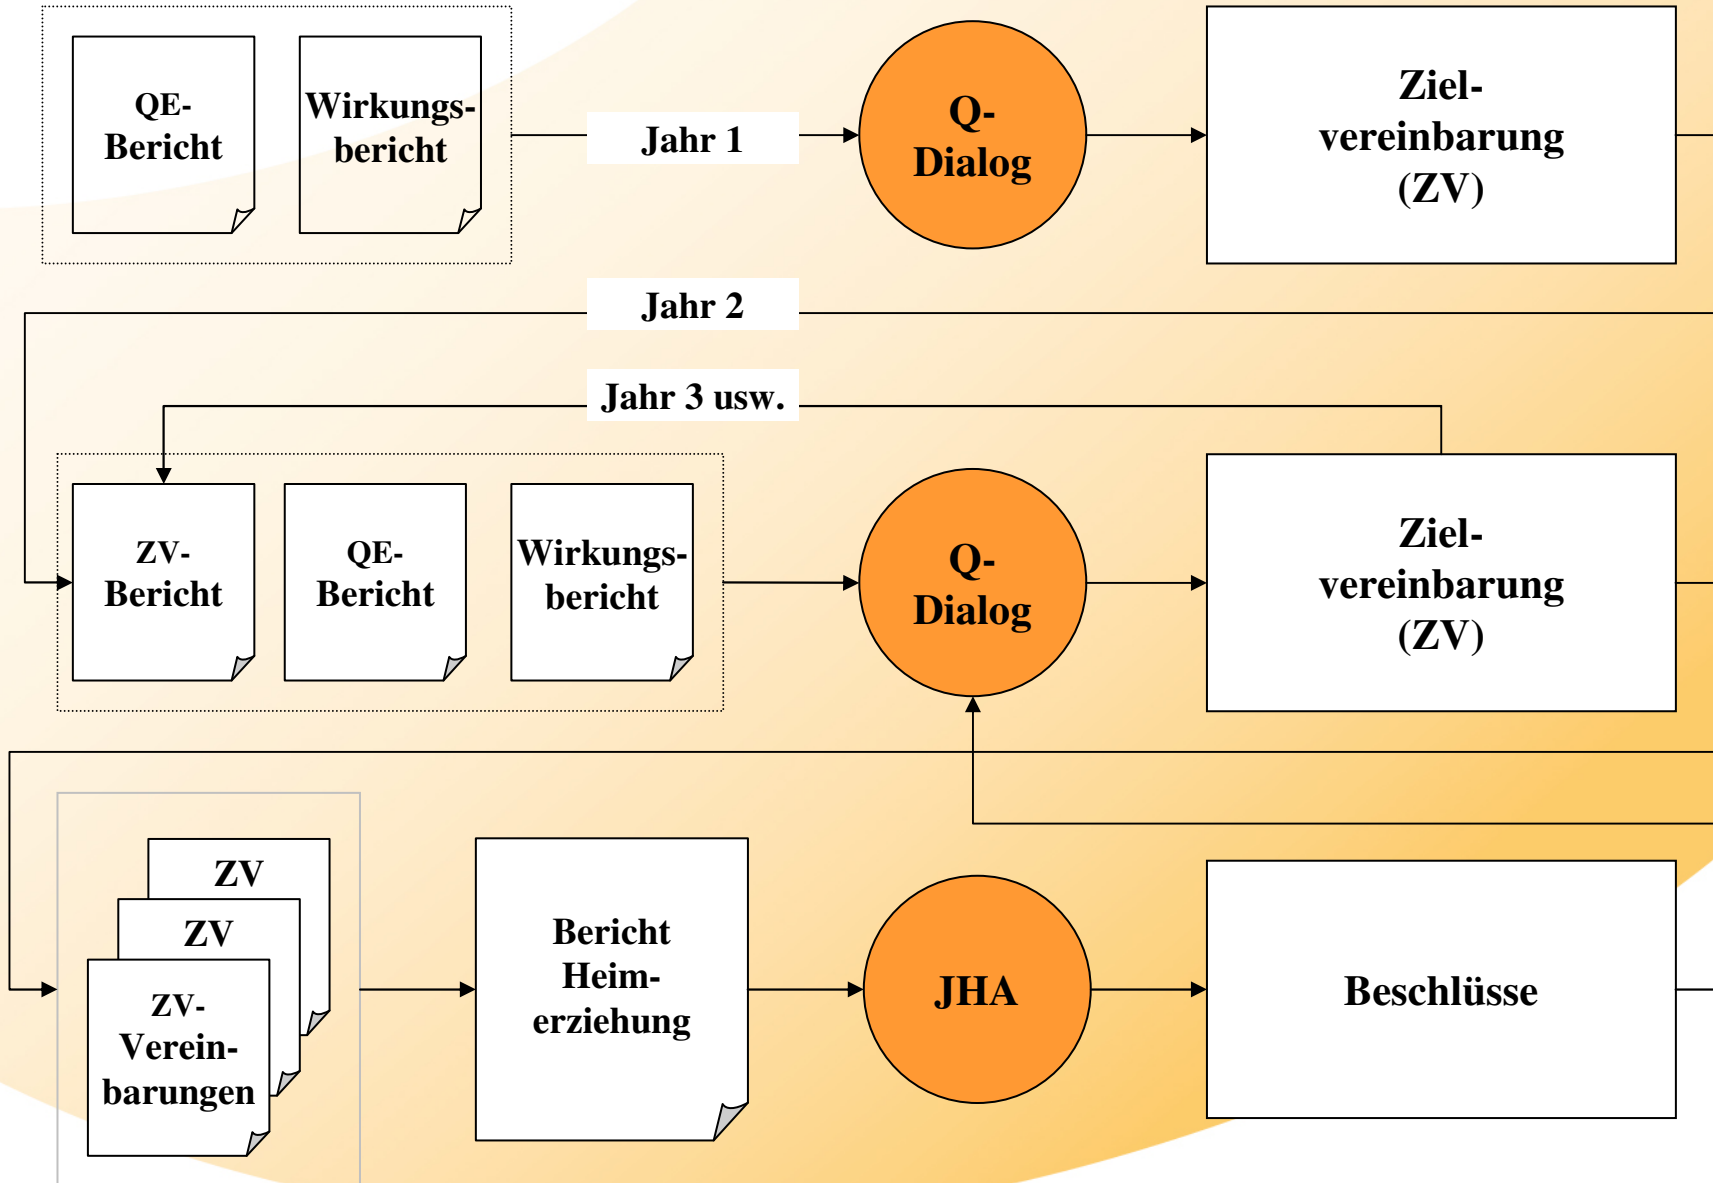 QE-
Bericht
Wirkungs-
bericht
Jahr 1
Q-
Dialog
Ziel-
vereinbarung
(ZV)
Jahr 2
Jahr 3 usw.
ZV-
Bericht
QE-
Bericht
Wirkungs-
bericht
Q-
Dialog
Ziel-
vereinbarung
(ZV)
ZV
ZV
ZV-
Verein-
barungen
Bericht
Heim-
erziehung
JHA
Beschlüsse